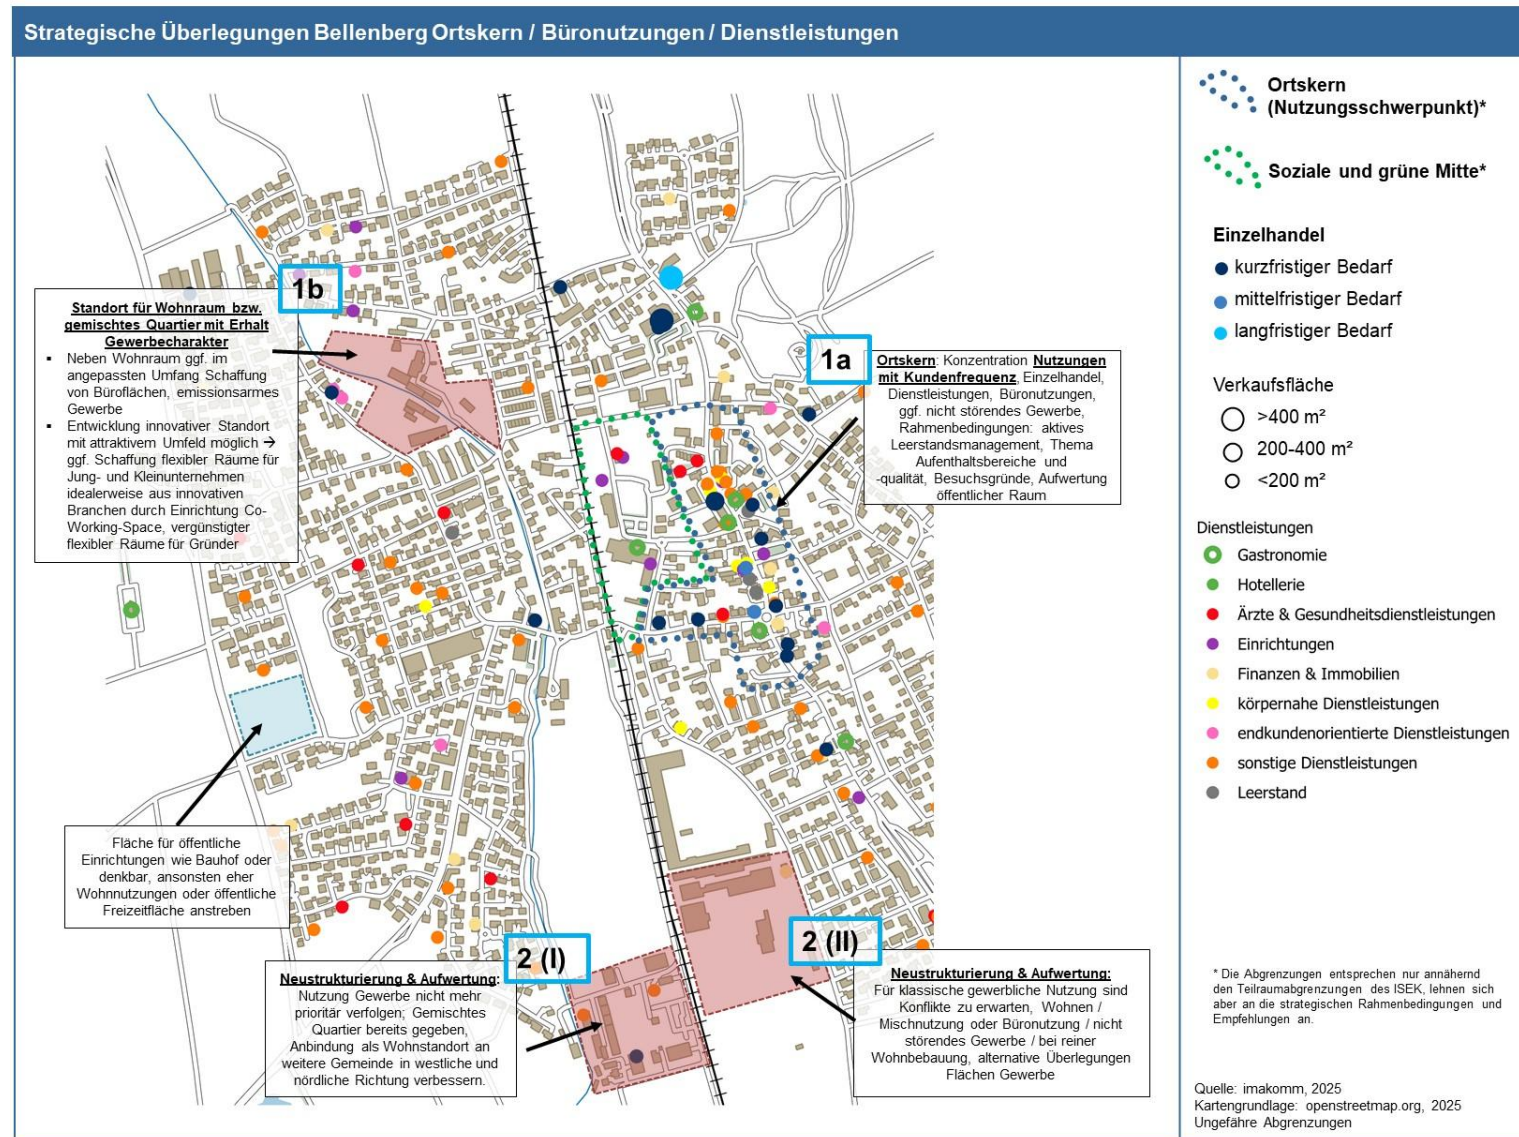 Strategische Überlegungen Bellenberg Ortskern / Büronutzungen / Dienstleistungen
1b
Standort für Wohnraum bzw.
gemischtes Quartier mit Erhalt
Gewerbecharakter
▪ Neben Wohnraum ggf. im
angepassten Umfang Schaffung
von Büroflächen, emissionsarmes
Gewerbe
▪ Entwicklung innovativer Standort
mit attraktivem Umfeld möglich →
ggf. Schaffung flexibler Räume für
Jung- und Kleinunternehmen
idealerweise aus innovativen
Branchen durch Einrichtung Co-
Working-Space, vergünstigter
flexibler Räume für Gründer
1a
Ortskern: Konzentration Nutzungen
mit Kundenfrequenz, Einzelhandel,
Dienstleistungen, Büronutzungen,
ggf. nicht störendes Gewerbe,
Rahmenbedingungen: aktives
Leerstandsmanagement, Thema
Aufenthaltsbereiche und
-qualität, Besuchsgründe, Aufwertung
öffentlicher Raum
Fläche für öffentliche
Einrichtungen wie Bauhof oder
denkbar, ansonsten eher
Wohnnutzungen oder öffentliche
Freizeitfläche anstreben
2 (I)
Neustrukturierung & Aufwertung:
Nutzung Gewerbe nicht mehr
prioritär verfolgen; Gemischtes
Quartier bereits gegeben,
Anbindung als Wohnstandort an
weitere Gemeinde in westliche und
nördliche Richtung verbessern.
2 (II)
Neustrukturierung & Aufwertung:
Für klassische gewerbliche Nutzung sind
Konflikte zu erwarten, Wohnen /
Mischnutzung oder Büronutzung / nicht
störendes Gewerbe / bei reiner
Wohnbebauung, alternative Überlegungen
Flächen Gewerbe
Ortskern
(Nutzungsschwerpunkt)*
Soziale und grüne Mitte*
Einzelhandel
kurzfristiger Bedarf
mittelfristiger Bedarf
langfristiger Bedarf
Verkaufsfläche
>400 m²
200-400 m²
<200 m²
Dienstleistungen
Gastronomie
Hotellerie
Ärzte & Gesundheitsdienstleistungen
Einrichtungen
Finanzen & Immobilien
körpernahe Dienstleistungen
endkundenorientierte Dienstleistungen
sonstige Dienstleistungen
Leerstand
* Die Abgrenzungen entsprechen nur annähernd
den Teilraumabgrenzungen des ISEK, lehnen sich
aber an die strategischen Rahmenbedingungen und
Empfehlungen an.
Quelle: imakomm, 2025
Kartengrundlage: openstreetmap.org, 2025
Ungefähre Abgrenzungen